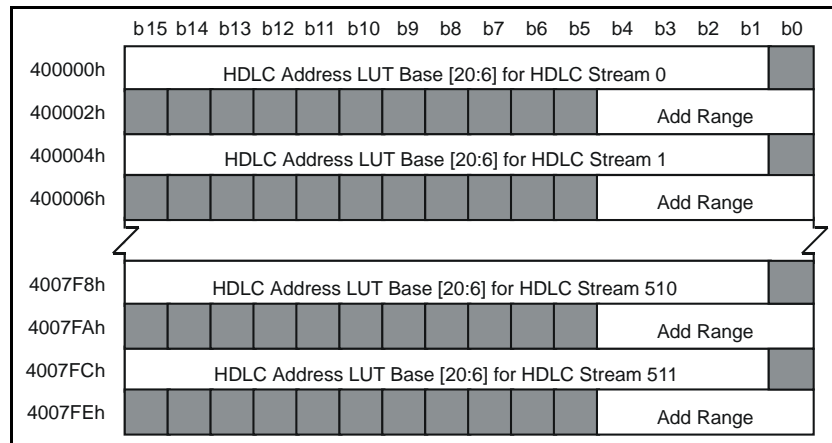 b15 b14 b13 b12 b11 b10 b9 b8 b7 b6 b5 b4 b3 b2 b1 b0
400000h HDLC Address LUT Base [20:6] for HDLC Stream 0
400002h Add Range
400004h HDLC Address LUT Base [20:6] for HDLC Stream 1
400006h Add Range
4007F8h HDLC Address LUT Base [20:6] for HDLC Stream 510
4007FAh Add Range
4007FCh HDLC Address LUT Base [20:6] for HDLC Stream 511
4007FEh Add Range